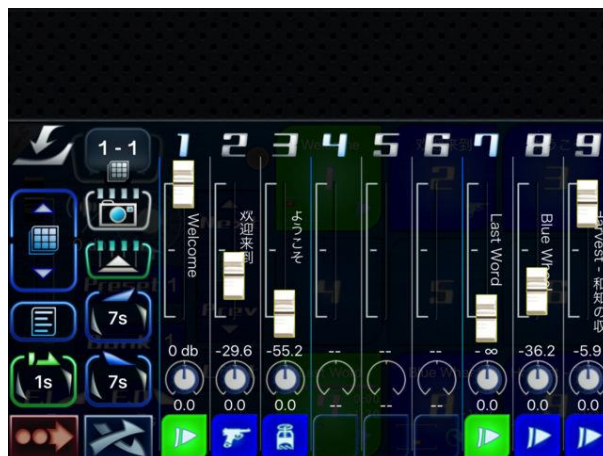 1 - 1
1 2 3 4 5 6 7 8 9
Welcome
欢迎来到
ようこそ
Last Word
Blue Wheel
Harvest - 和知の収
7s
1s
7s
0 db -29.6 -55.2 -- -- -- - ∞ -36.2 -5.9
0.0 0.0 0.0 -- -- -- 0.0 0.0 0.0